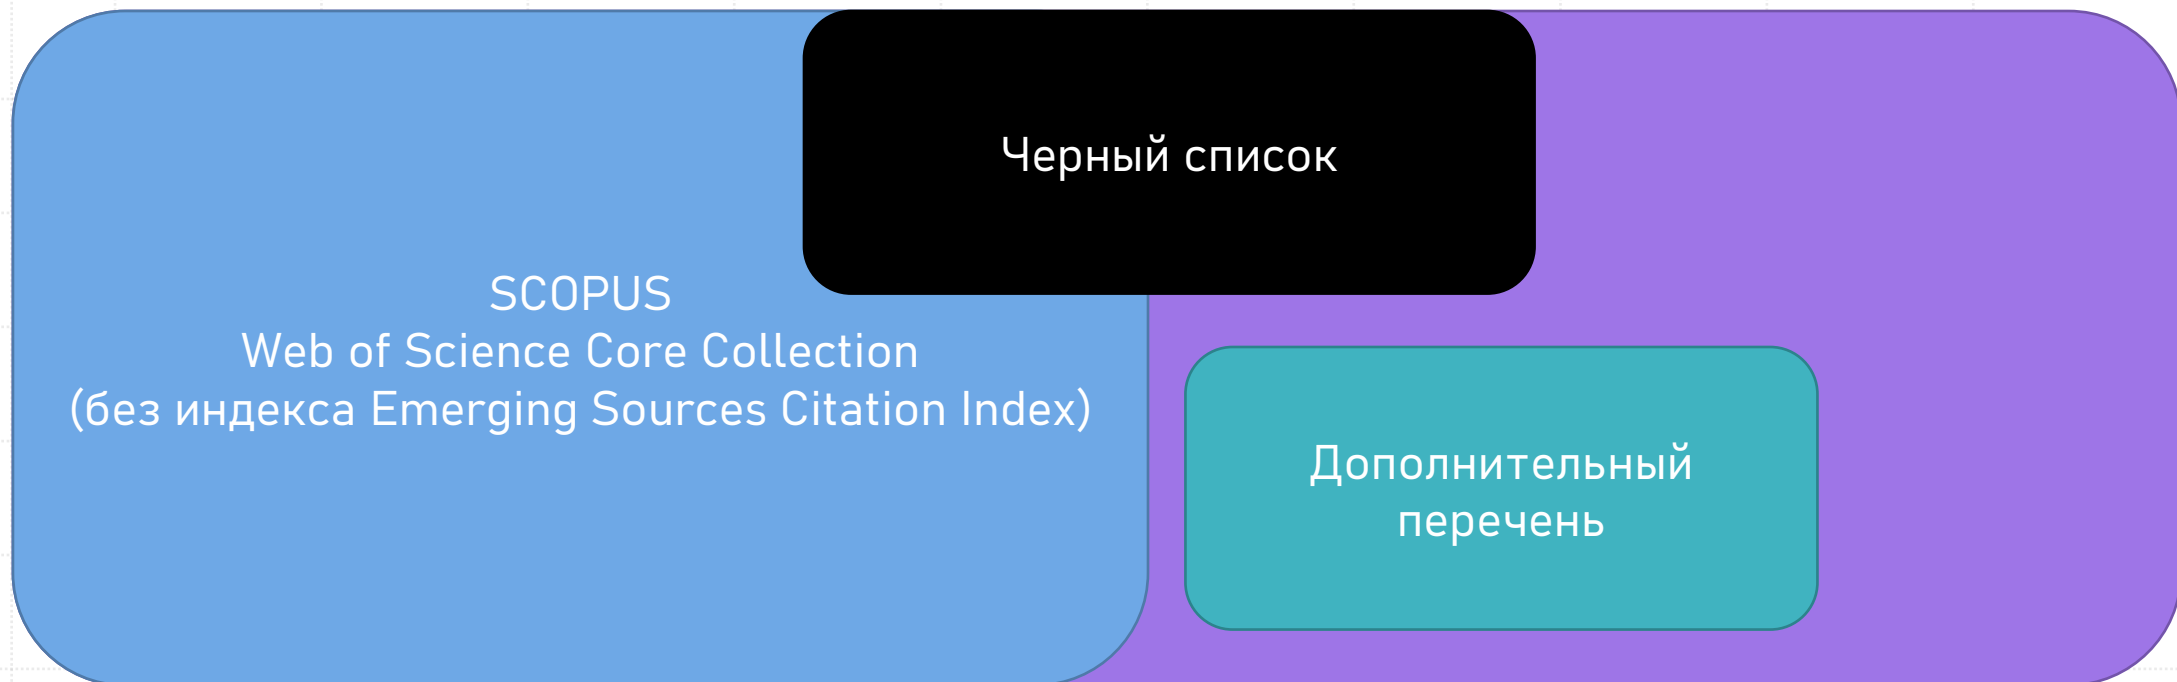 Черный список
SCOPUS
Web of Science Core Collection
(без индекса Emerging Sources Citation Index)
Дополнительный
перечень